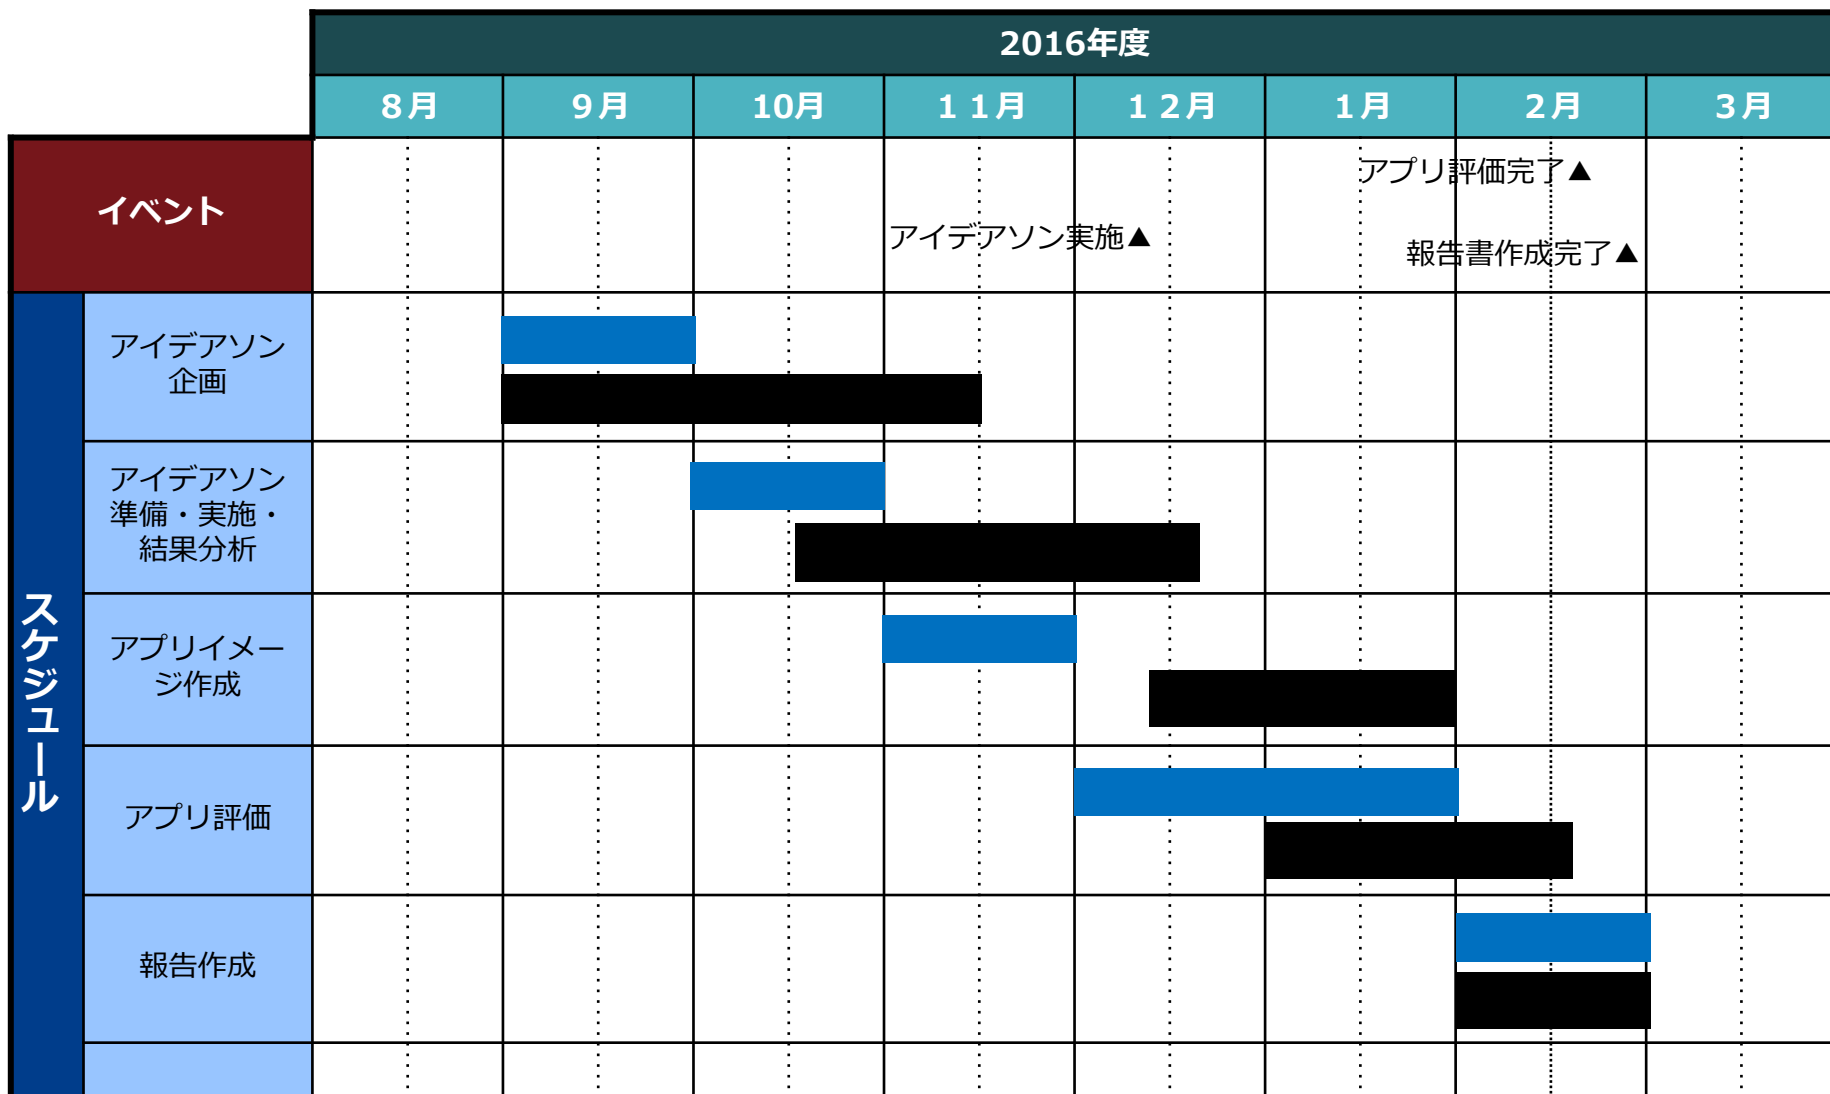 2016年度
８月
９月
10月
１１月
１２月
１月
２月
３月
イベント
アプリ評価完了▲
アイデアソン実施▲
報告書作成完了▲
スケジュール
アイデアソン
企画
アイデアソン
準備・実施・
結果分析
アプリイメー
ジ作成
アプリ評価
報告作成